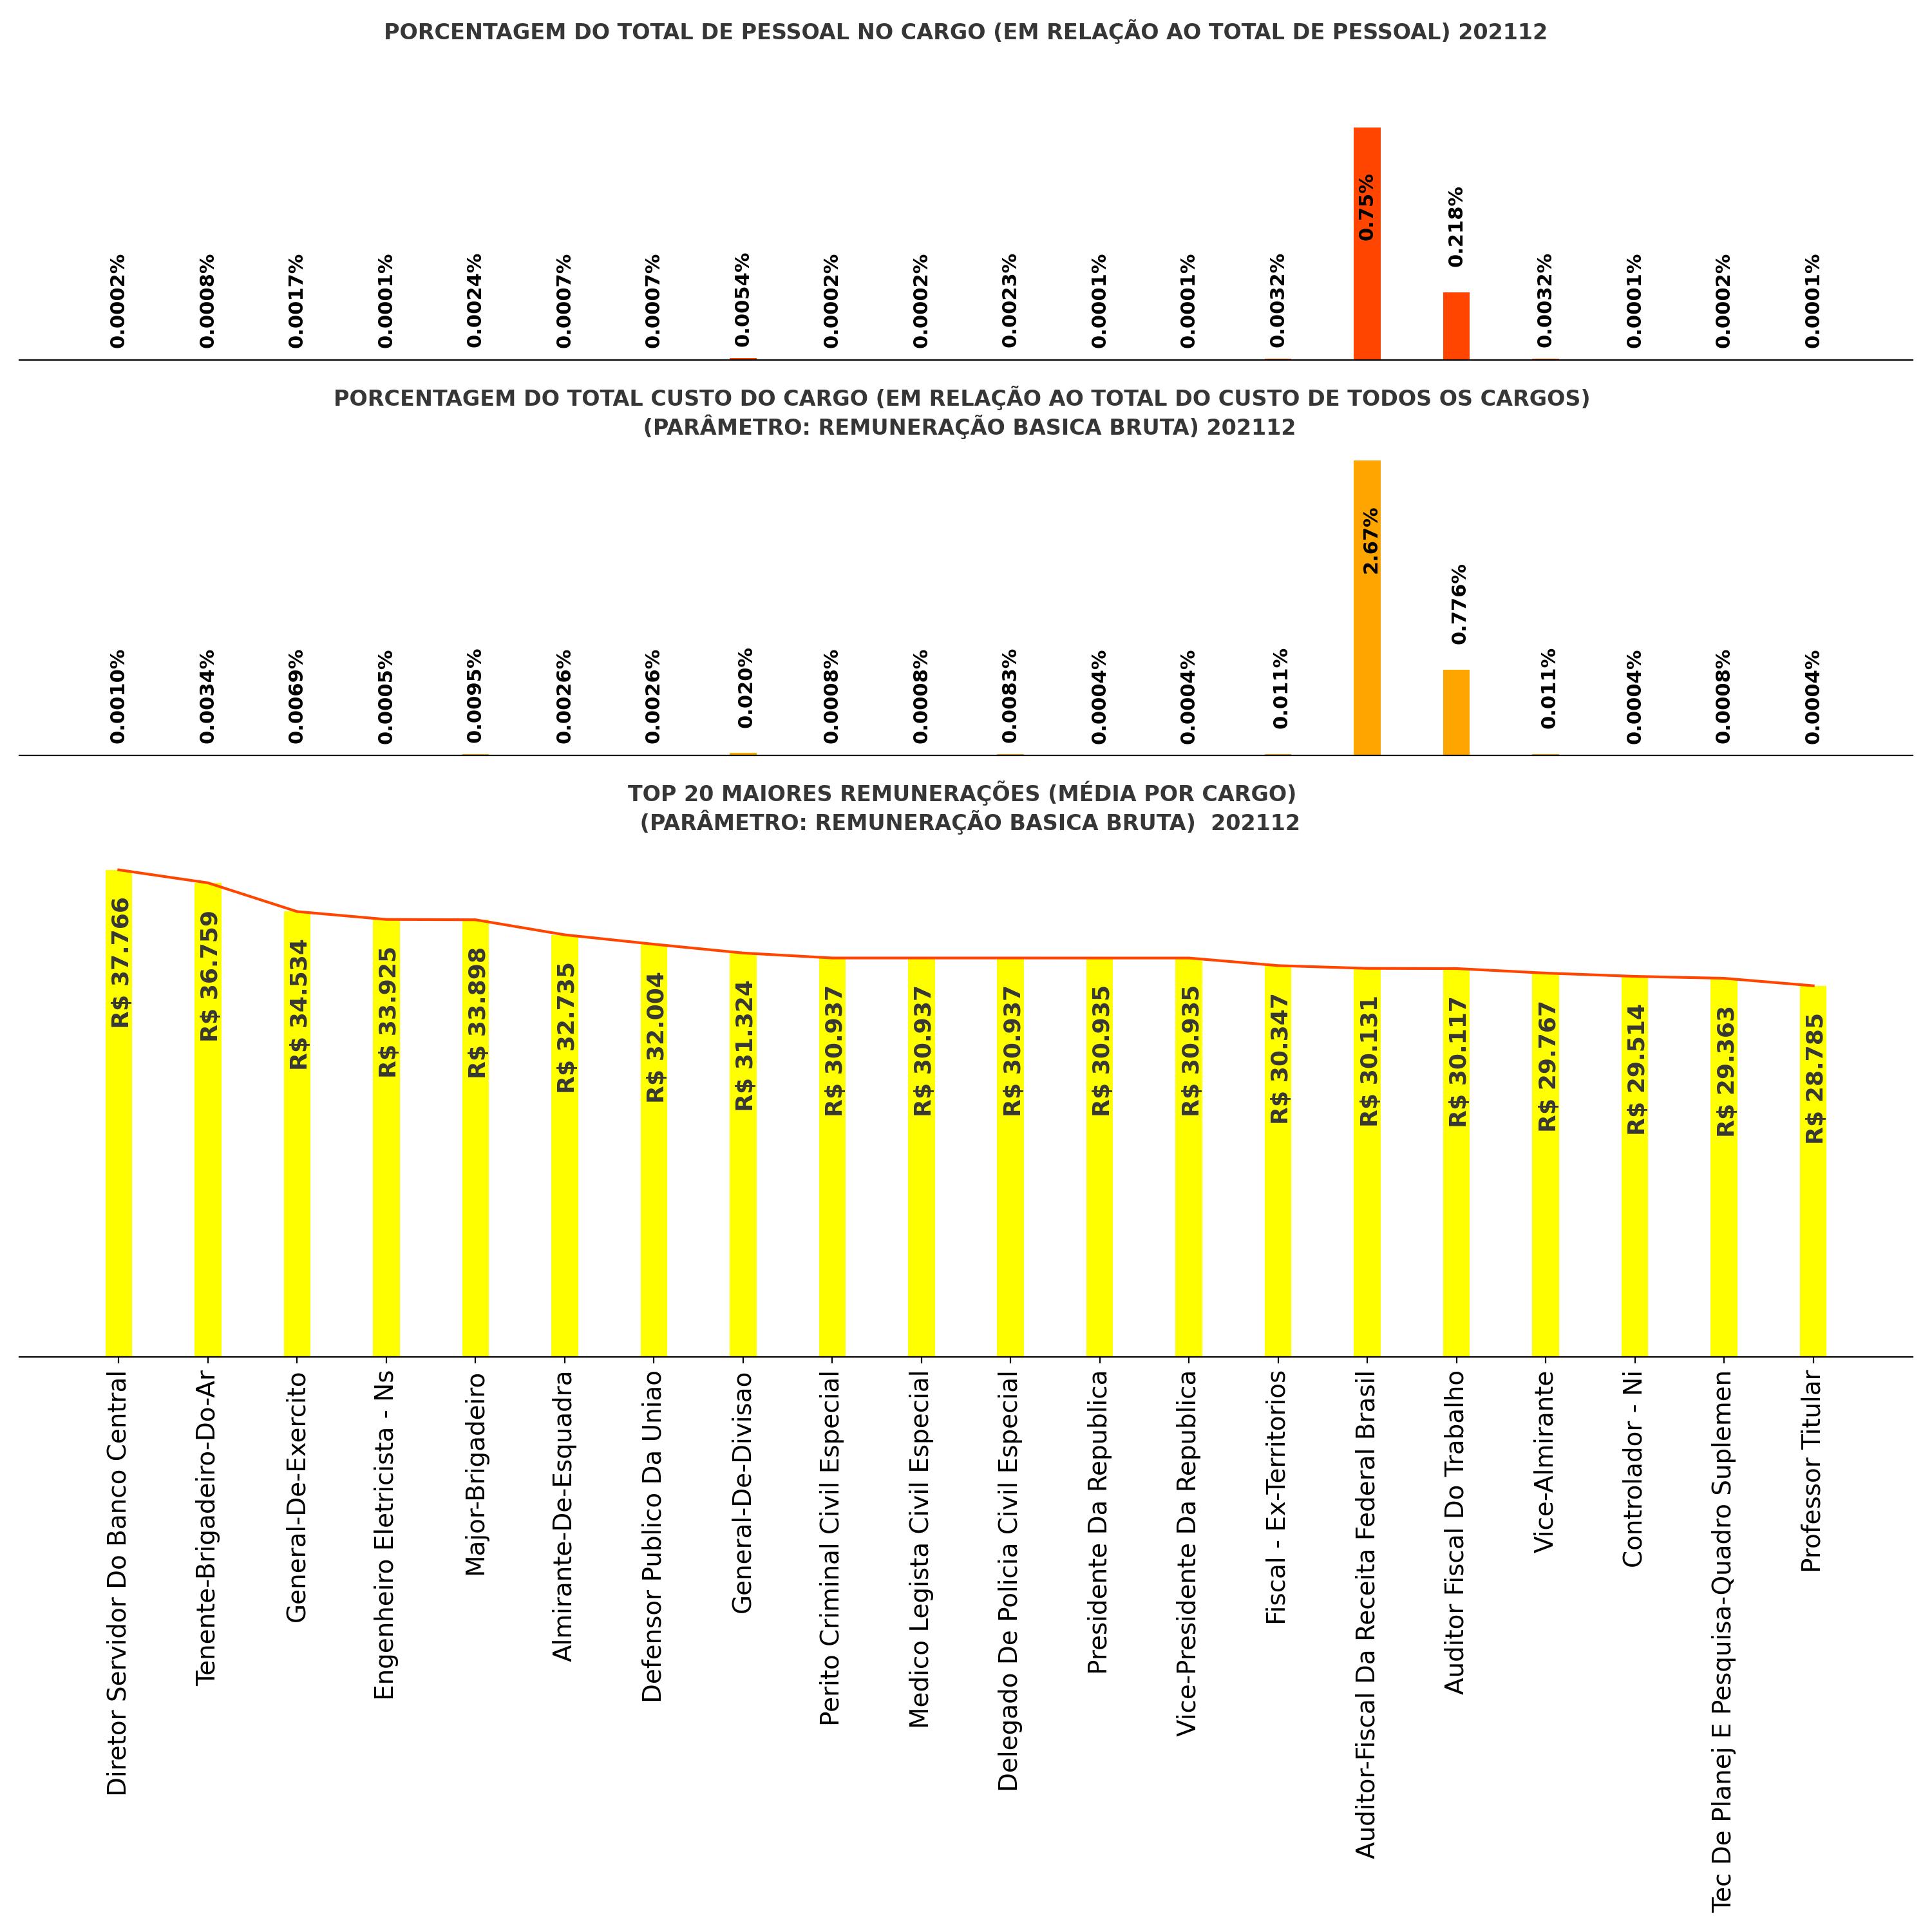 PORCENTAGEM DO TOTAL DE PESSOAL NO CARGO (EM RELAÇÃO AO TOTAL DE PESSOAL) 202112
0.0002%
0.0008%
0.0017%
0.0001%
0.0024%
0.0007%
0.0007%
0.0054%
0.0002%
0.0002%
0.0023%
0.0001%
0.0001%
0.0032%
0.75%
0.218%
0.0032%
0.0001%
0.0002%
0.0001%
PORCENTAGEM DO TOTAL CUSTO DO CARGO (EM RELAÇÃO AO TOTAL DO CUSTO DE TODOS OS CARGOS)
(PARÂMETRO: REMUNERAÇÃO BASICA BRUTA) 202112
0.0010%
0.0034%
0.0069%
0.0005%
0.0095%
0.0026%
0.0026%
0.020%
0.0008%
0.0008%
0.0083%
0.0004%
0.0004%
0.011%
2.67%
0.776%
0.011%
0.0004%
0.0008%
0.0004%
TOP 20 MAIORES REMUNERAÇÕES (MÉDIA POR CARGO)
(PARÂMETRO: REMUNERAÇÃO BASICA BRUTA) 202112
R$ 37.766
R$ 36.759
R$ 34.534
R$ 33.925
R$ 33.898
R$ 32.735
R$ 32.004
R$ 31.324
R$ 30.937
R$ 30.937
R$ 30.937
R$ 30.935
R$ 30.935
R$ 30.347
R$ 30.131
R$ 30.117
R$ 29.767
R$ 29.514
R$ 29.363
R$ 28.785
Diretor Servidor Do Banco Central
Tenente-Brigadeiro-Do-Ar
General-De-Exercito
Engenheiro Eletricista - Ns
Major-Brigadeiro
Almirante-De-Esquadra
Defensor Publico Da Uniao
General-De-Divisao
Perito Criminal Civil Especial
Medico Legista Civil Especial
Delegado De Policia Civil Especial
Presidente Da Republica
Vice-Presidente Da Republica
Fiscal - Ex-Territorios
Auditor-Fiscal Da Receita Federal Brasil
Auditor Fiscal Do Trabalho
Vice-Almirante
Controlador - Ni
Tec De Planej E Pesquisa-Quadro Suplemen
Professor Titular